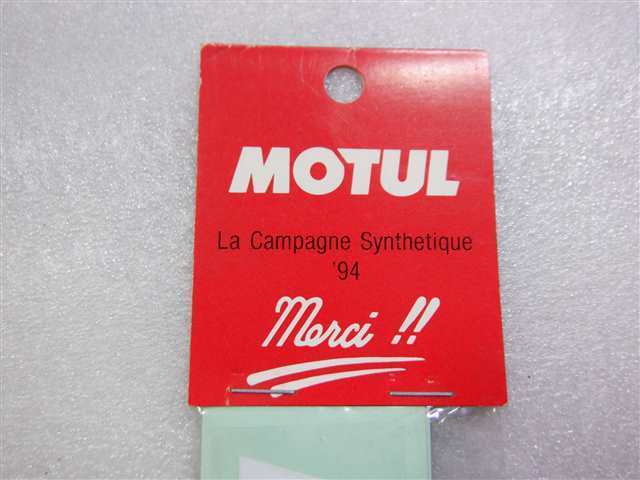 MOTUL
La Campagne Synthetique
'94
Merci !!